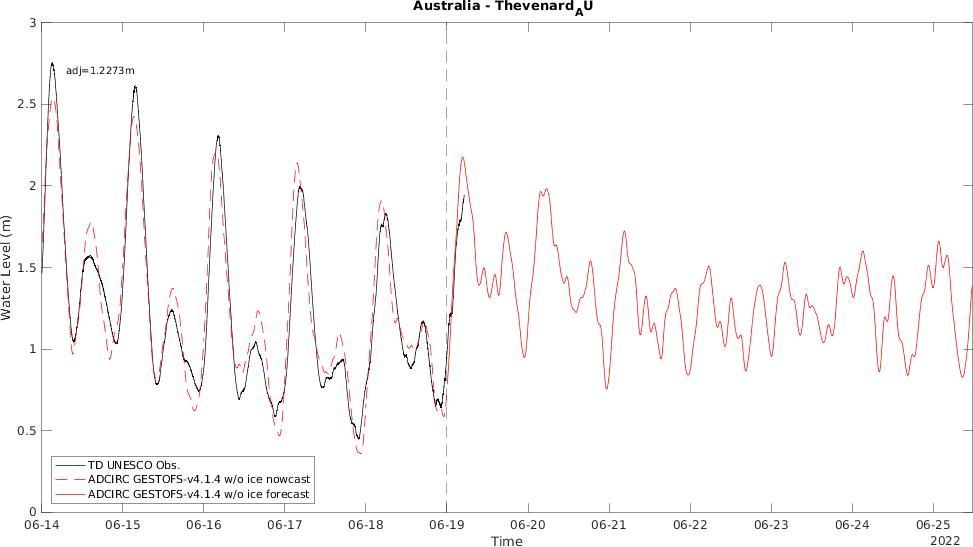 Australia - Thevenard_AU
adj=1.2273m
3
2.5
2
1.5
1
0.5
0
Water Level (m)
TD UNESCO Obs.
ADCIRC GESTOFS-v4.1.4 w/o ice nowcast
ADCIRC GESTOFS-v4.1.4 w/o ice forecast
06-14 06-15 06-16 06-17 06-18 06-19 06-20 06-21 06-22 06-23 06-24 06-25
Time
2022